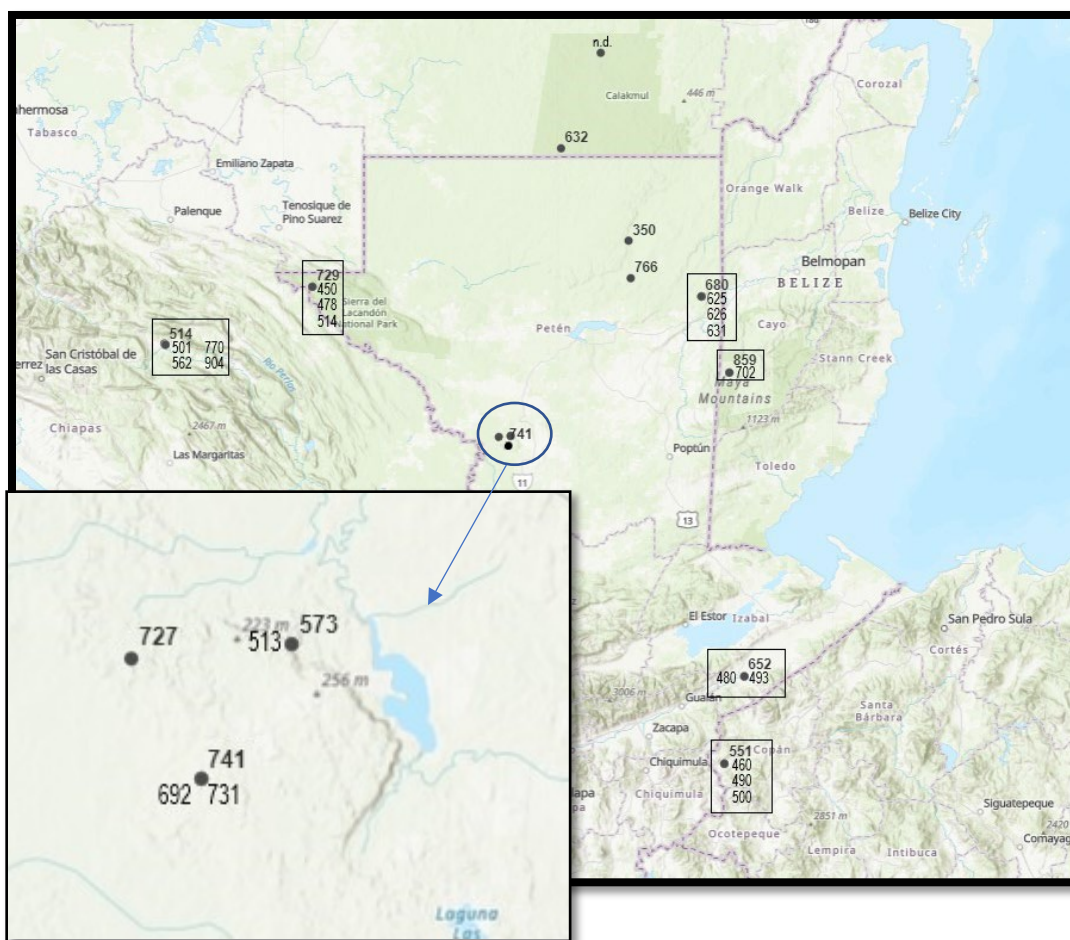 n.d.
Calakmul
446 m
Corozal
Tabasco
632
Emiliano Zapata
Orange Walk
Palenque
Tenosique de
Pino Suarez
Belize
Belize City
350
766
Belmopan
BELIZE
729
450
478
514
Sierra del
Lacandón
National Park
680
625
626
631
Cayo
Petén
514
501 770
562 904
San Cristóbal de
las Casas
859
702
Stann Creek
Maya
Mountains
2467 m
1123 m
741
Las Margaritas
Poptún
Toledo
11
13
El Estor
Izabal
San Pedro Sula
Cortés
652
480 493
3006 m
Gualán
Santa
Bárbara
Zacapa
551
460
490
500
Copán
Chiquimula
Chiquimula
Siguatepeque
2851 m
2420
Ocotepeque
Lempira
Intibuca
Comayag
727
223 m
513
573
256 m
741
692 731
Laguna
Las